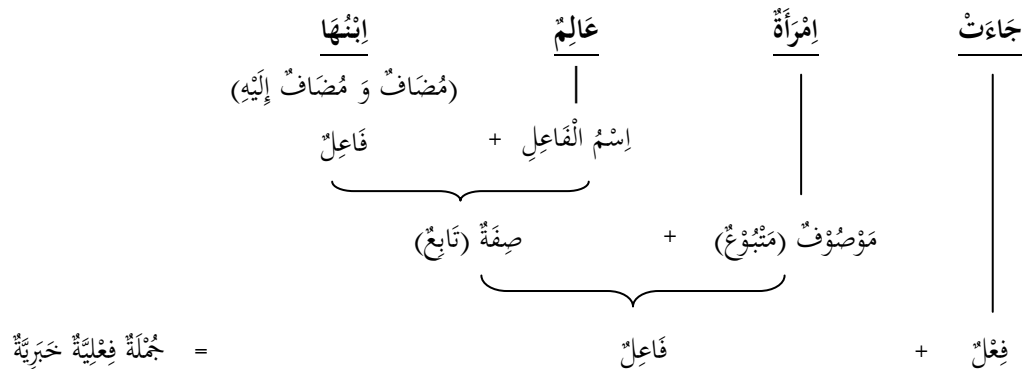 جَاءَتْ اِمْرَأَةٌ عَالِمٌ اِبْنُهَا
(مُضَافٌ وَ مُضَافٌ إِلَيْهِ)
اِسْمُ الْفَاعِلِ + فَاعِلٌ
مَوْصُوْفٌ (مَتْبُوْعٌ) + صِفَةٌ (تَابِعٌ)
فِعْلٌ + فَاعِلٌ = جُمْلَةٌ فِعْلِيَّةٌ خَبَرِيَّةٌ